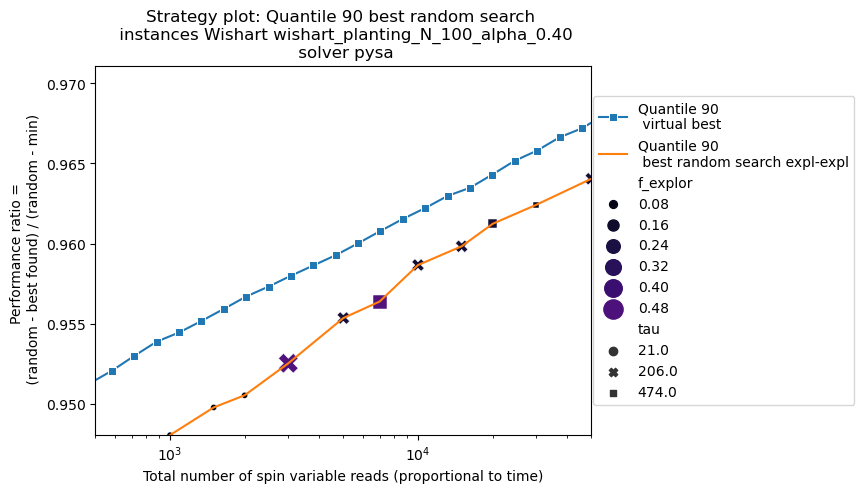 Strategy plot: Quantile 90 best random search
instances Wishart wishart_planting_N_100_alpha_0.40
solver pysa
Performance ratio =
(random - best found) / (random - min)
0.970
0.965
0.960
0.955
0.950
10³
10⁴
Total number of spin variable reads (proportional to time)
Quantile 90
virtual best
Quantile 90
best random search expl-expl
f_explor
0.08
0.16
0.24
0.32
0.40
0.48
tau
21.0
206.0
474.0